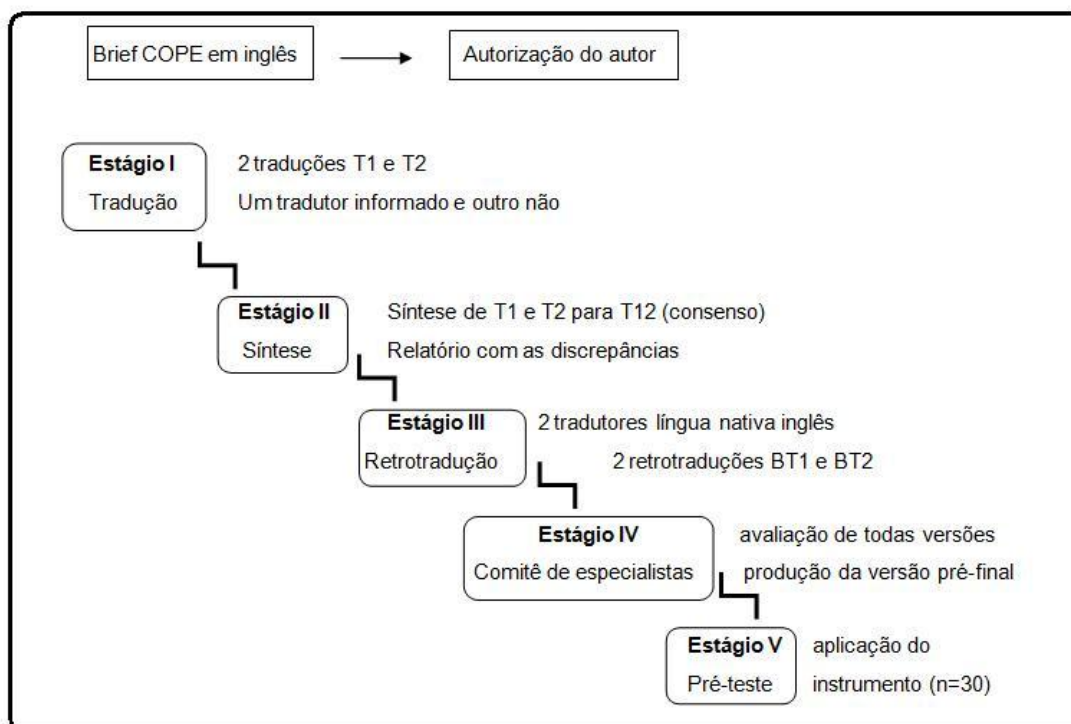 Brief COPE em inglês
Autorização do autor
Estágio I
2 traduções T1 e T2
Tradução
Um tradutor informado e outro não
Estágio II
Síntese de T1 e T2 para T12 (consenso)
Síntese
Relatório com as discrepâncias
Estágio III
2 tradutores língua nativa inglês
Retrotradução
2 retrotraduções BT1 e BT2
Estágio IV
avaliação de todas versões
Comitê de especialistas
produção da versão pré-final
Estágio V
aplicação do
Pré-teste
instrumento (n=30)